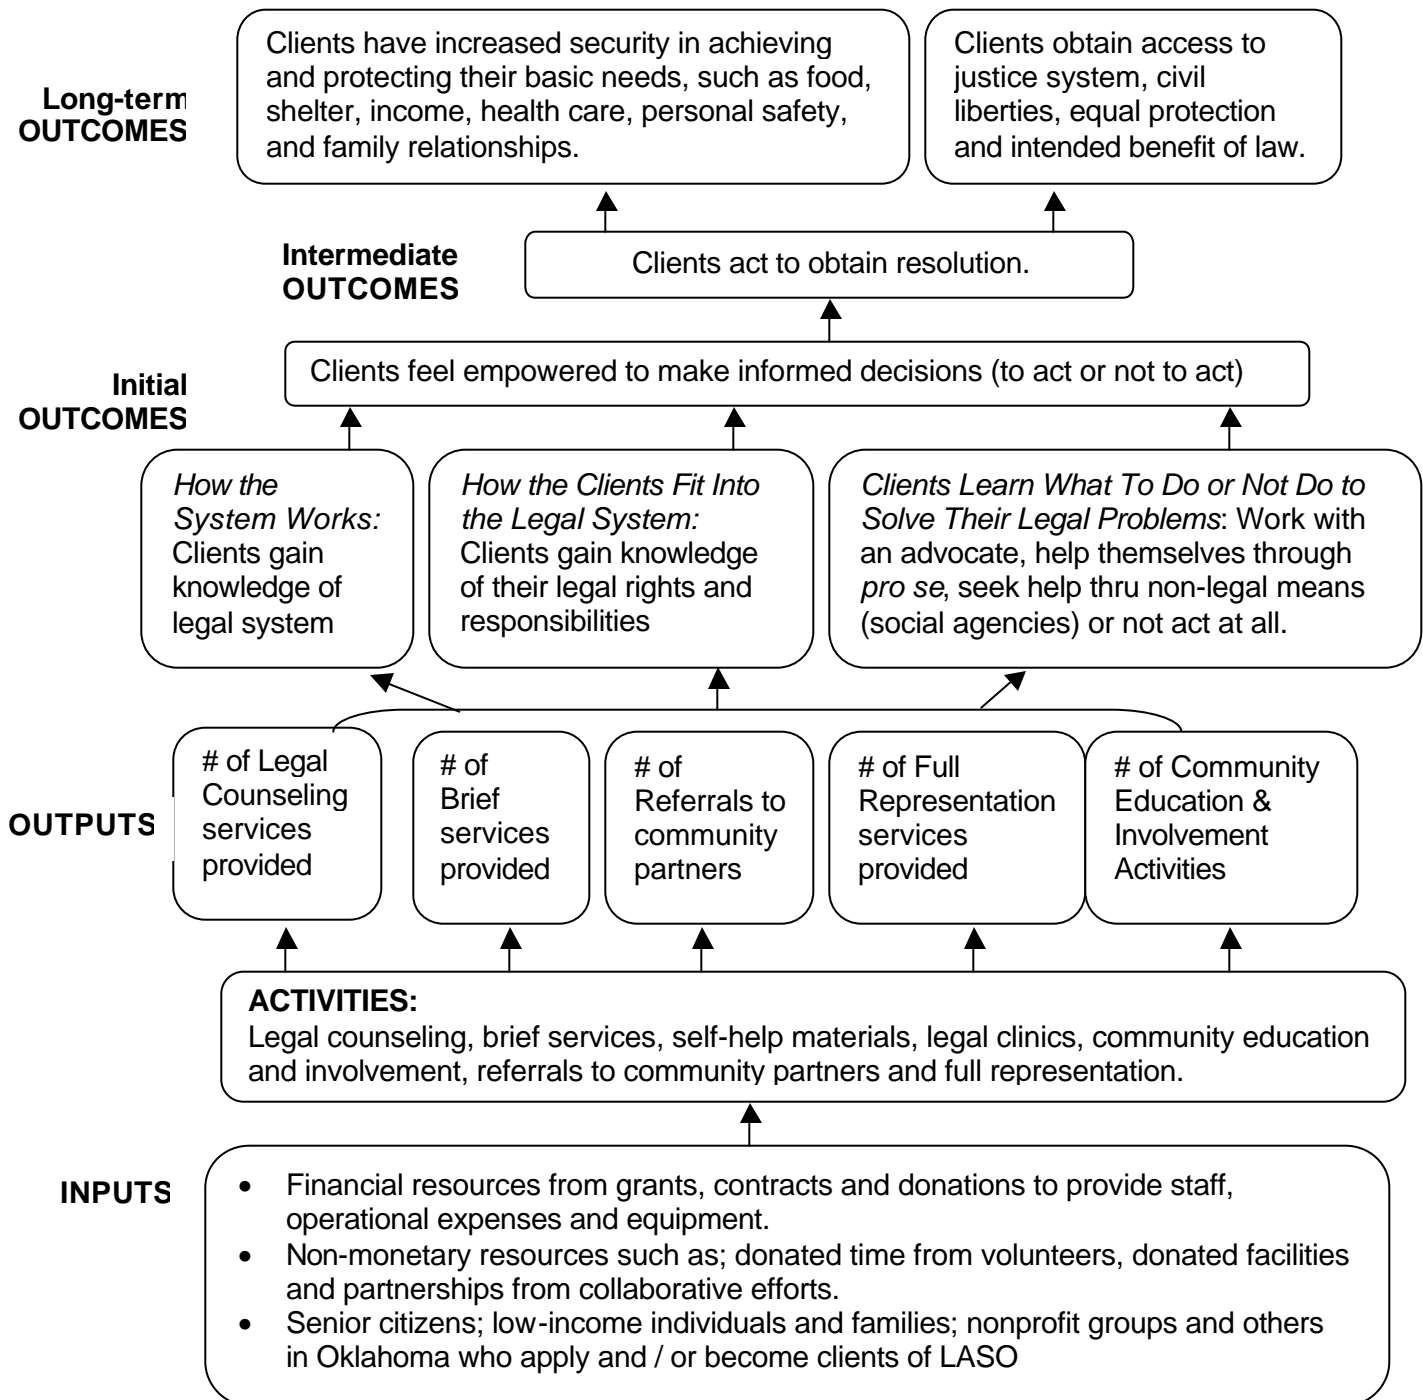 Long-term
OUTCOMES
Clients have increased security in achieving
and protecting their basic needs, such as food,
shelter, income, health care, personal safety,
and family relationships.
Clients obtain access to
justice system, civil
liberties, equal protection
and intended benefit of law.
Intermediate
OUTCOMES
Clients act to obtain resolution.
Initial
OUTCOMES
Clients feel empowered to make informed decisions (to act or not to act)
How the
System Works:
Clients gain
knowledge of
legal system
How the Clients Fit Into
the Legal System:
Clients gain knowledge
of their legal rights and
responsibilities
Clients Learn What To Do or Not Do to
Solve Their Legal Problems: Work with
an advocate, help themselves through
pro se, seek help thru non-legal means
(social agencies) or not act at all.
OUTPUTS
# of Legal
Counseling
services
provided
# of
Brief
services
provided
# of
Referrals to
community
partners
# of Full
Representation
services
provided
# of Community
Education &
Involvement
Activities
ACTIVITIES:
Legal counseling, brief services, self-help materials, legal clinics, community education
and involvement, referrals to community partners and full representation.
INPUTS
• Financial resources from grants, contracts and donations to provide staff,
operational expenses and equipment.
• Non-monetary resources such as; donated time from volunteers, donated facilities
and partnerships from collaborative efforts.
• Senior citizens; low-income individuals and families; nonprofit groups and others
in Oklahoma who apply and / or become clients of LASO